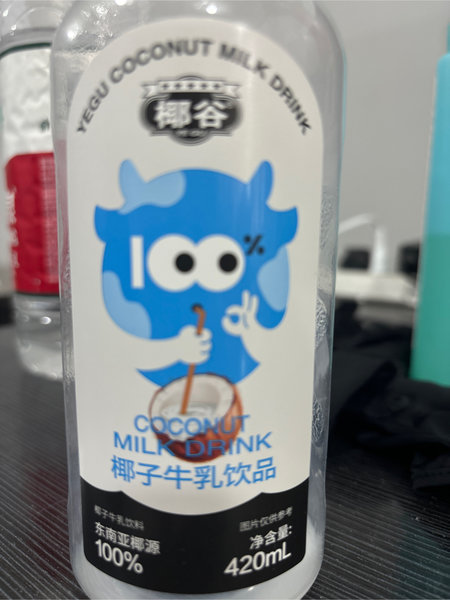 YEGU COCONUT MILK DRINK
椰谷
100%
COCONUT
MILK DRINK
椰子牛乳饮品
椰子牛乳饮料
东南亚椰源
100%
图片仅供参考
净含量:
420mL